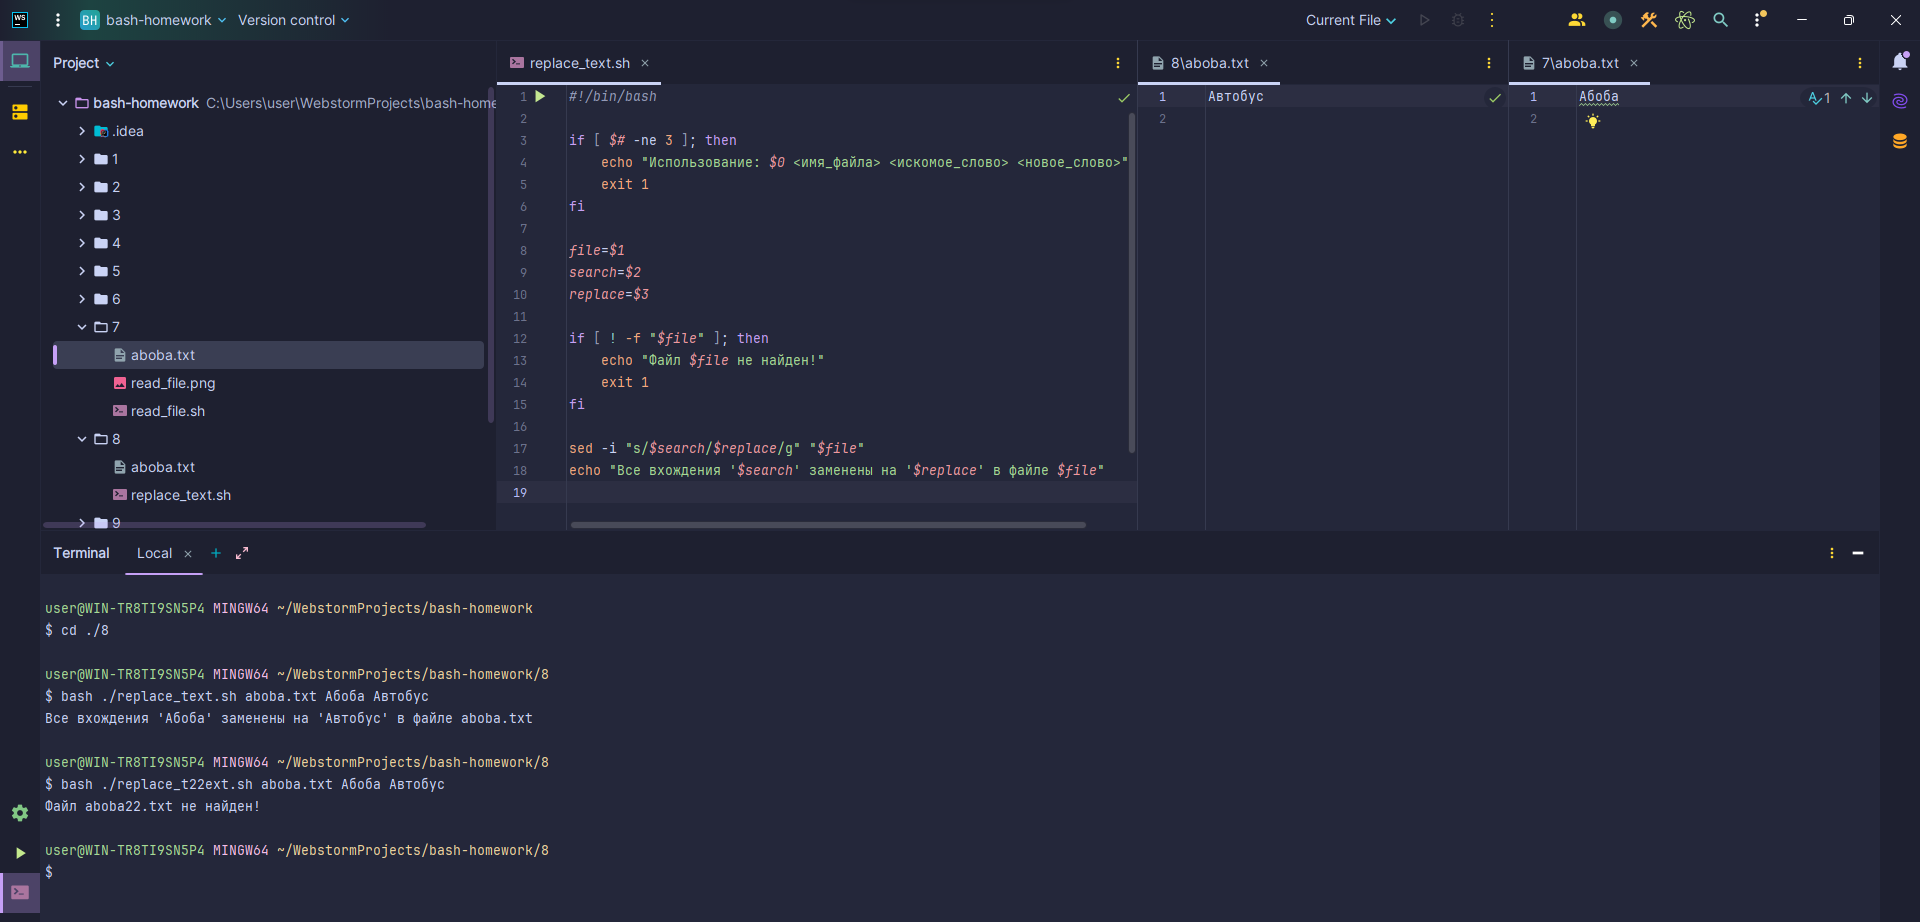 WS
BH bash-homework
Version control
Current File
Project
bash-homework C:\Users\user\WebstormProjects\bash-home
.idea
1
2
3
4
5
6
7
aboba.txt
read_file.png
read_file.sh
8
aboba.txt
replace_text.sh
9
replace_text.sh
1 #!/bin/bash
2
3 if [ $# -ne 3 ]; then
4 echo "Использование: $0 <имя_файла> <искомое_слово> <новое_слово>"
5 exit 1
6 fi
7
8 file=$1
9 search=$2
10 replace=$3
11
12 if [ ! -f "$file" ]; then
13 echo "Файл $file не найден!"
14 exit 1
15 fi
16
17 sed -i "s/$search/$replace/g" "$file"
18 echo "Все вхождения '$search' заменены на '$replace' в файле $file"
19
8\aboba.txt
1 Автобус
2
7\aboba.txt
1 Абоба
2
1
Terminal
Local
user@WIN-TR8TI9SN5P4 MINGW64 ~/WebstormProjects/bash-homework
$ cd ./8
user@WIN-TR8TI9SN5P4 MINGW64 ~/WebstormProjects/bash-homework/8
$ bash ./replace_text.sh aboba.txt Абоба Автобус
Все вхождения 'Абоба' заменены на 'Автобус' в файле aboba.txt
user@WIN-TR8TI9SN5P4 MINGW64 ~/WebstormProjects/bash-homework/8
$ bash ./replace_t22ext.sh aboba.txt Абоба Автобус
Файл aboba22.txt не найден!
user@WIN-TR8TI9SN5P4 MINGW64 ~/WebstormProjects/bash-homework/8
$